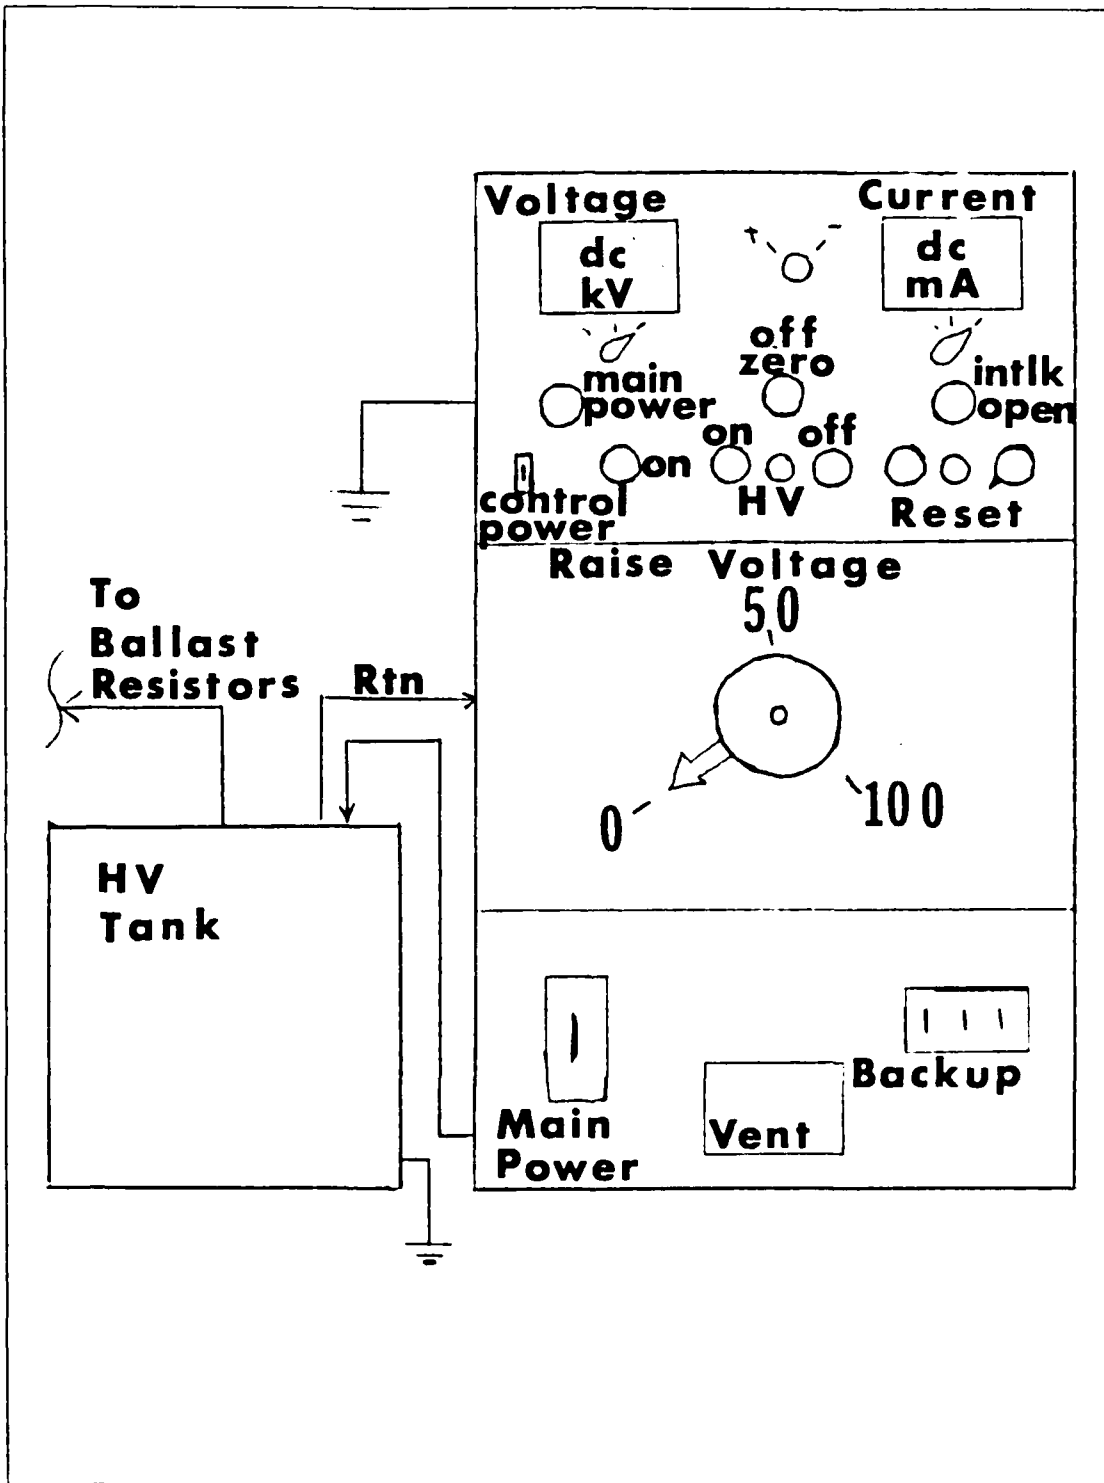 Voltage
Current
dc
kV
+ -
dc
mA
off
zero
main
power
intlk
open
on off
on
HV
control
power
Reset
Raise Voltage
50
0
100
To
Ballast
Resistors
Rtn
HV
Tank
Main
Power
Vent
Backup